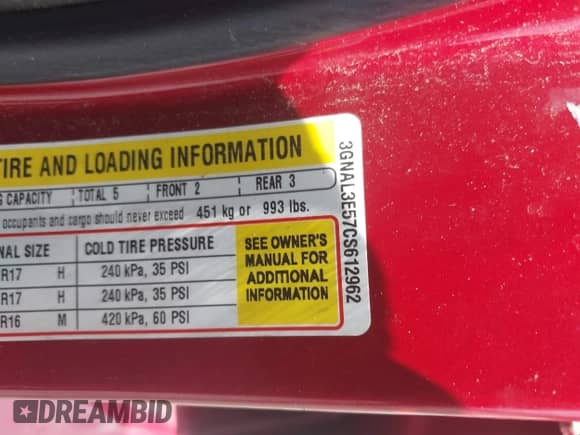 TIRE AND LOADING INFORMATION
CAPACITY TOTAL 5 FRONT 2 REAR 3
occupants and cargo should never exceed 451 kg or 993 lbs.
NAL SIZE COLD TIRE PRESSURE
R17 H 240 kPa, 35 PSI
R17 H 240 kPa, 35 PSI
R16 M 420 kPa, 60 PSI
SEE OWNER'S
MANUAL FOR
ADDITIONAL
INFORMATION
3GNAL3E57CS612962
DREAMBID